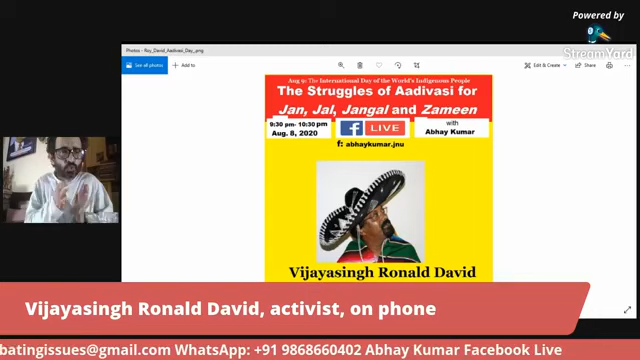 Powered by
StreamYard
Photos - Roy_David_Aadivasi_Day_.png
See all photos
Add to
Edit & Create
Share
Aug 9: The International Day of the World's Indigenous People
The Struggles of Aadivasi for
Jan, Jal, Jangal and Zameen
9:30 pm- 10:30 pm
Aug. 8, 2020
f LIVE
with
Abhay Kumar
f: abhaykumar.jnu
Vijayasingh Ronald David
Vijayasingh Ronald David, activist, on phone
batingissues@gmail.com WhatsApp: +91 9868660402 Abhay Kumar Facebook Live